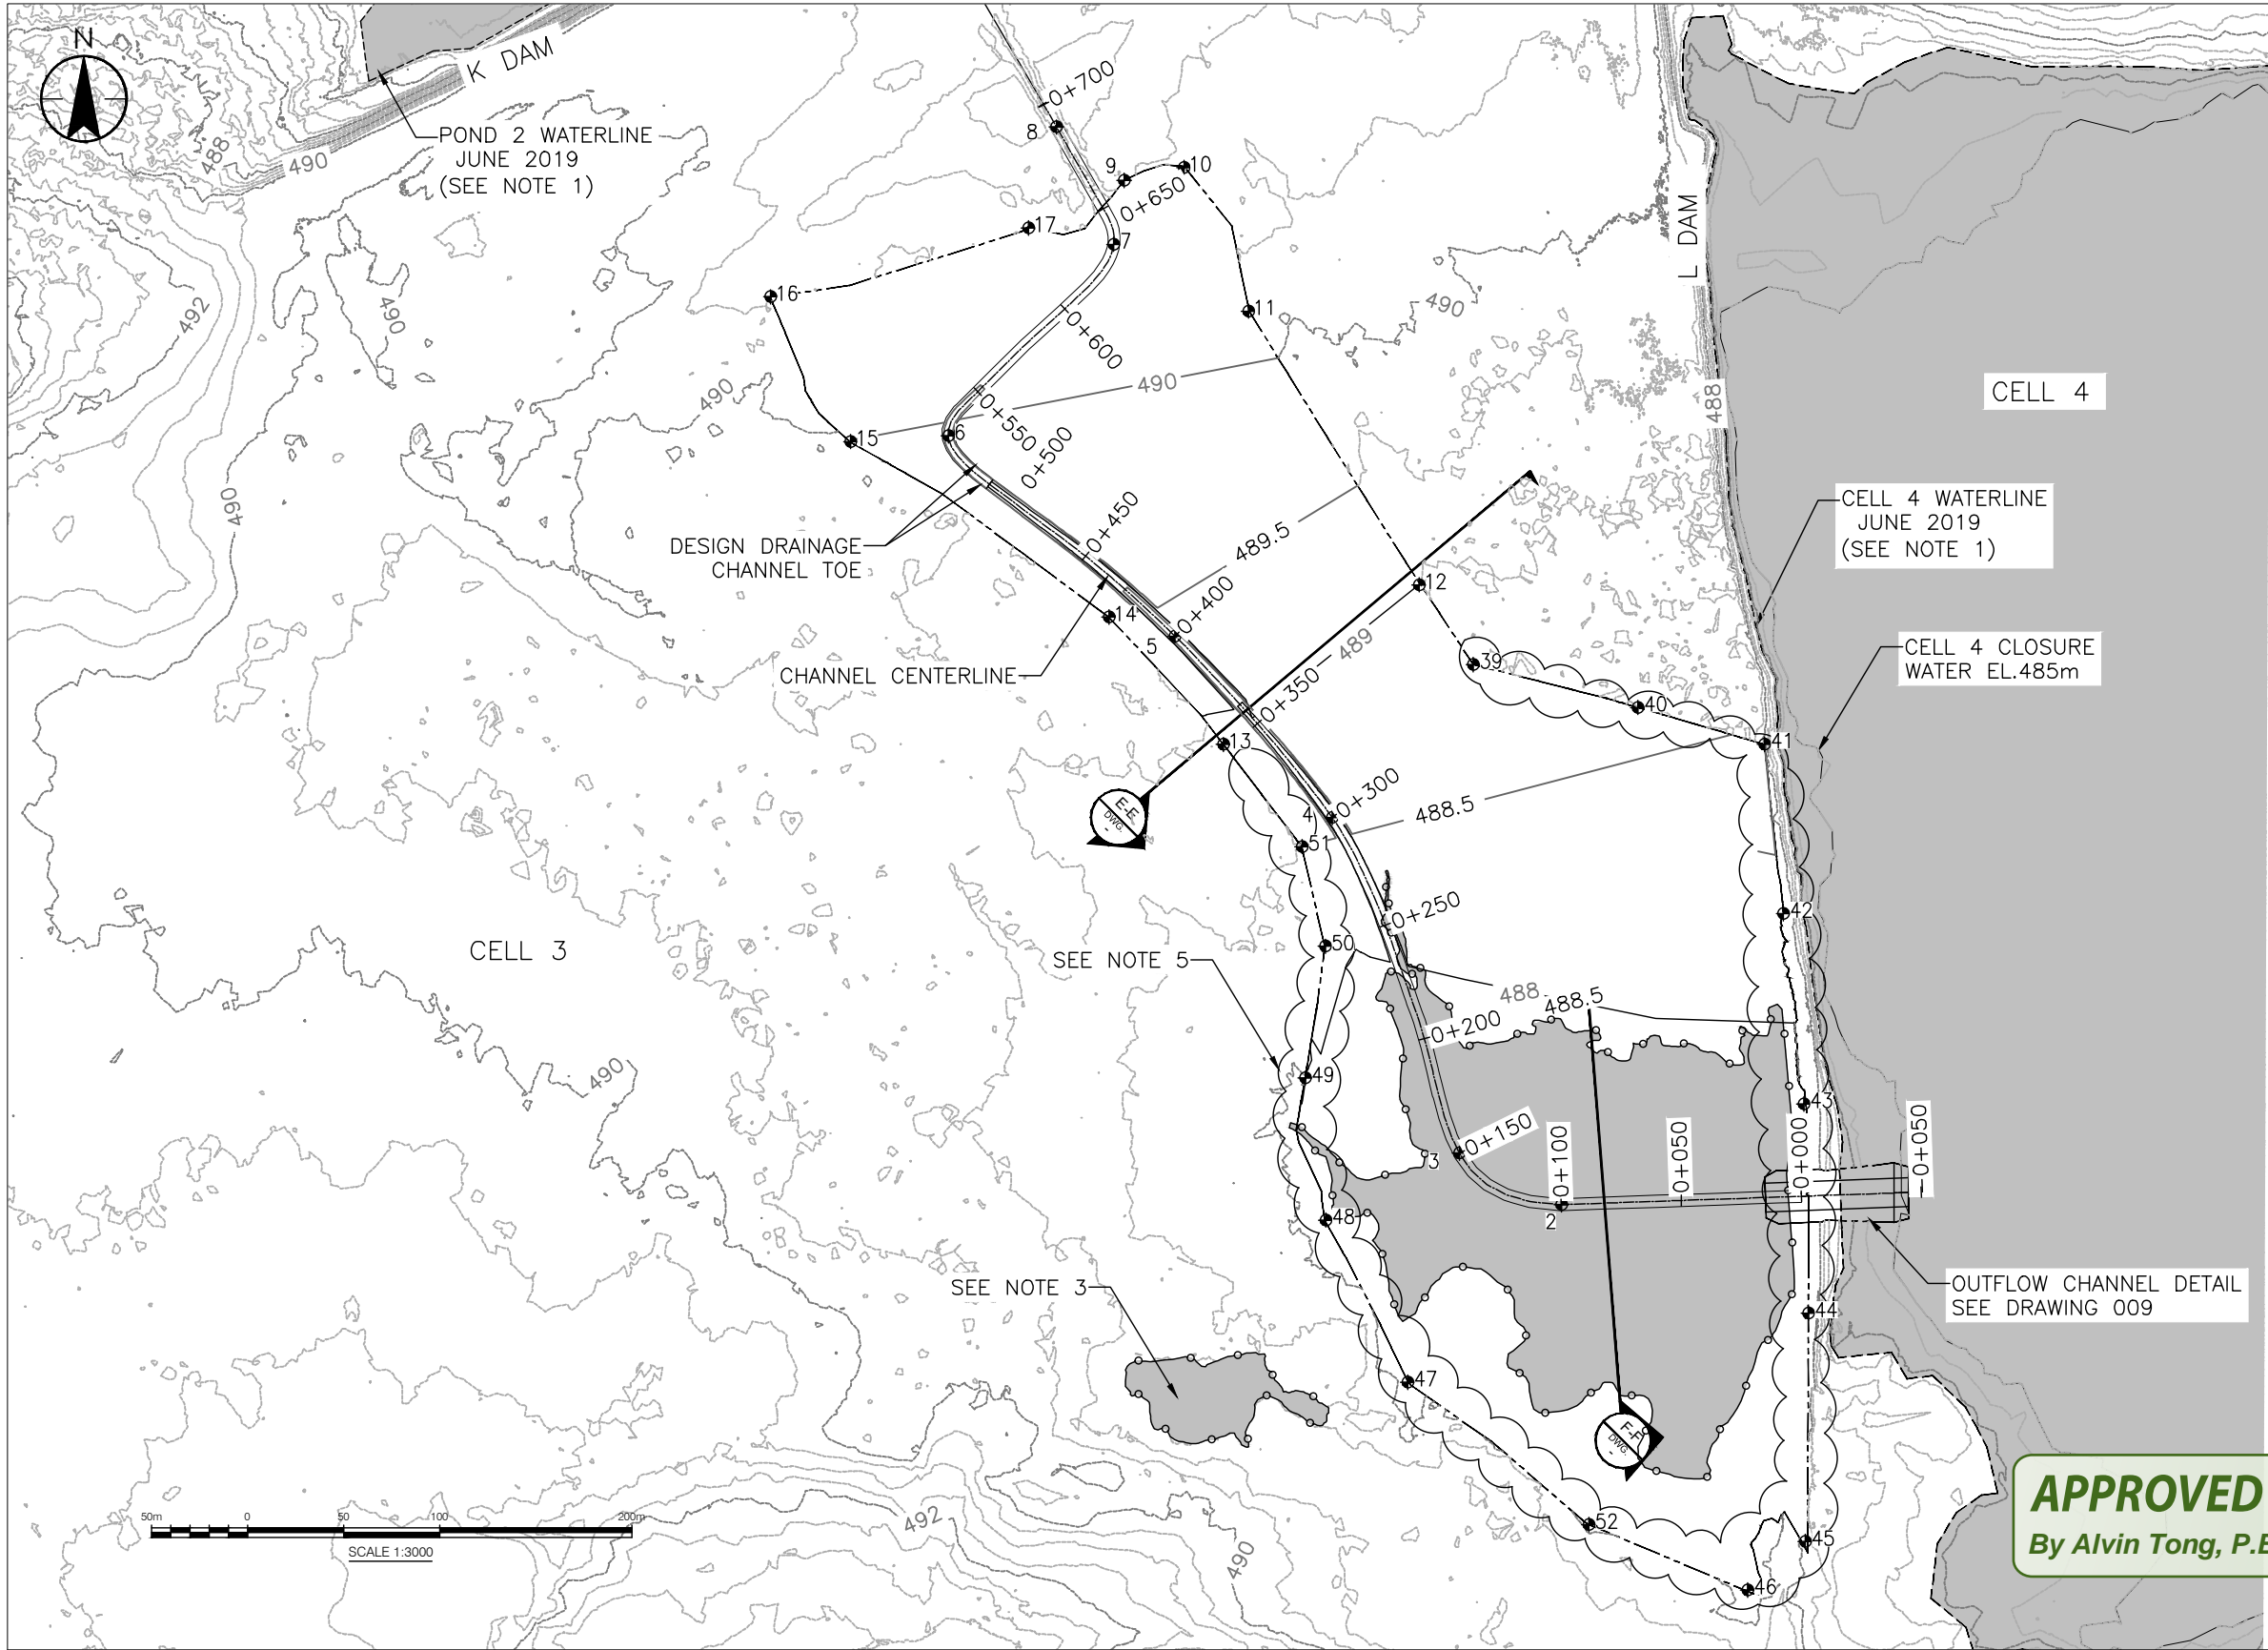 N
K DAM
POND 2 WATERLINE
JUNE 2019
(SEE NOTE 1)
488
490
492
490
490
490
0+700
8
9
10
0+650
17
7
16
11
0+600
490
490
15
6
0+550
0+500
L DAM
488
CELL 4
DESIGN DRAINAGE
CHANNEL TOE
0+450
489.5
0+400
12
CELL 4 WATERLINE
JUNE 2019
(SEE NOTE 1)
14
5
CHANNEL CENTERLINE
489
0+350
39
40
41
CELL 4 CLOSURE
WATER EL.485m
13
E-E
DWG.
-
0+300
4
488.5
51
42
0+250
CELL 3
SEE NOTE 5
50
488
488.5
0+200
49
490
43
0+150
3
0+100
0+050
0+000
-0+050
2
48
SEE NOTE 3
44
OUTFLOW CHANNEL DETAIL
SEE DRAWING 009
47
F-F
DWG.
-
52
45
46
492
490
50m 0 50 100 200m
SCALE 1:3000
APPROVED
By Alvin Tong, P.E